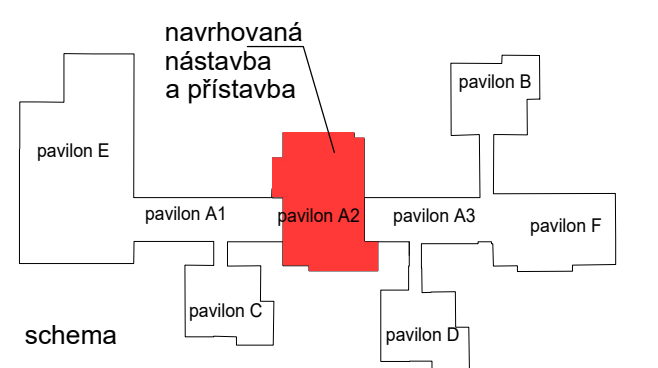 navrhovaná
nástavba
a přístavba
pavilon B
pavilon E
pavilon A1
pavilon A2
pavilon A3
pavilon F
pavilon C
pavilon D
schema